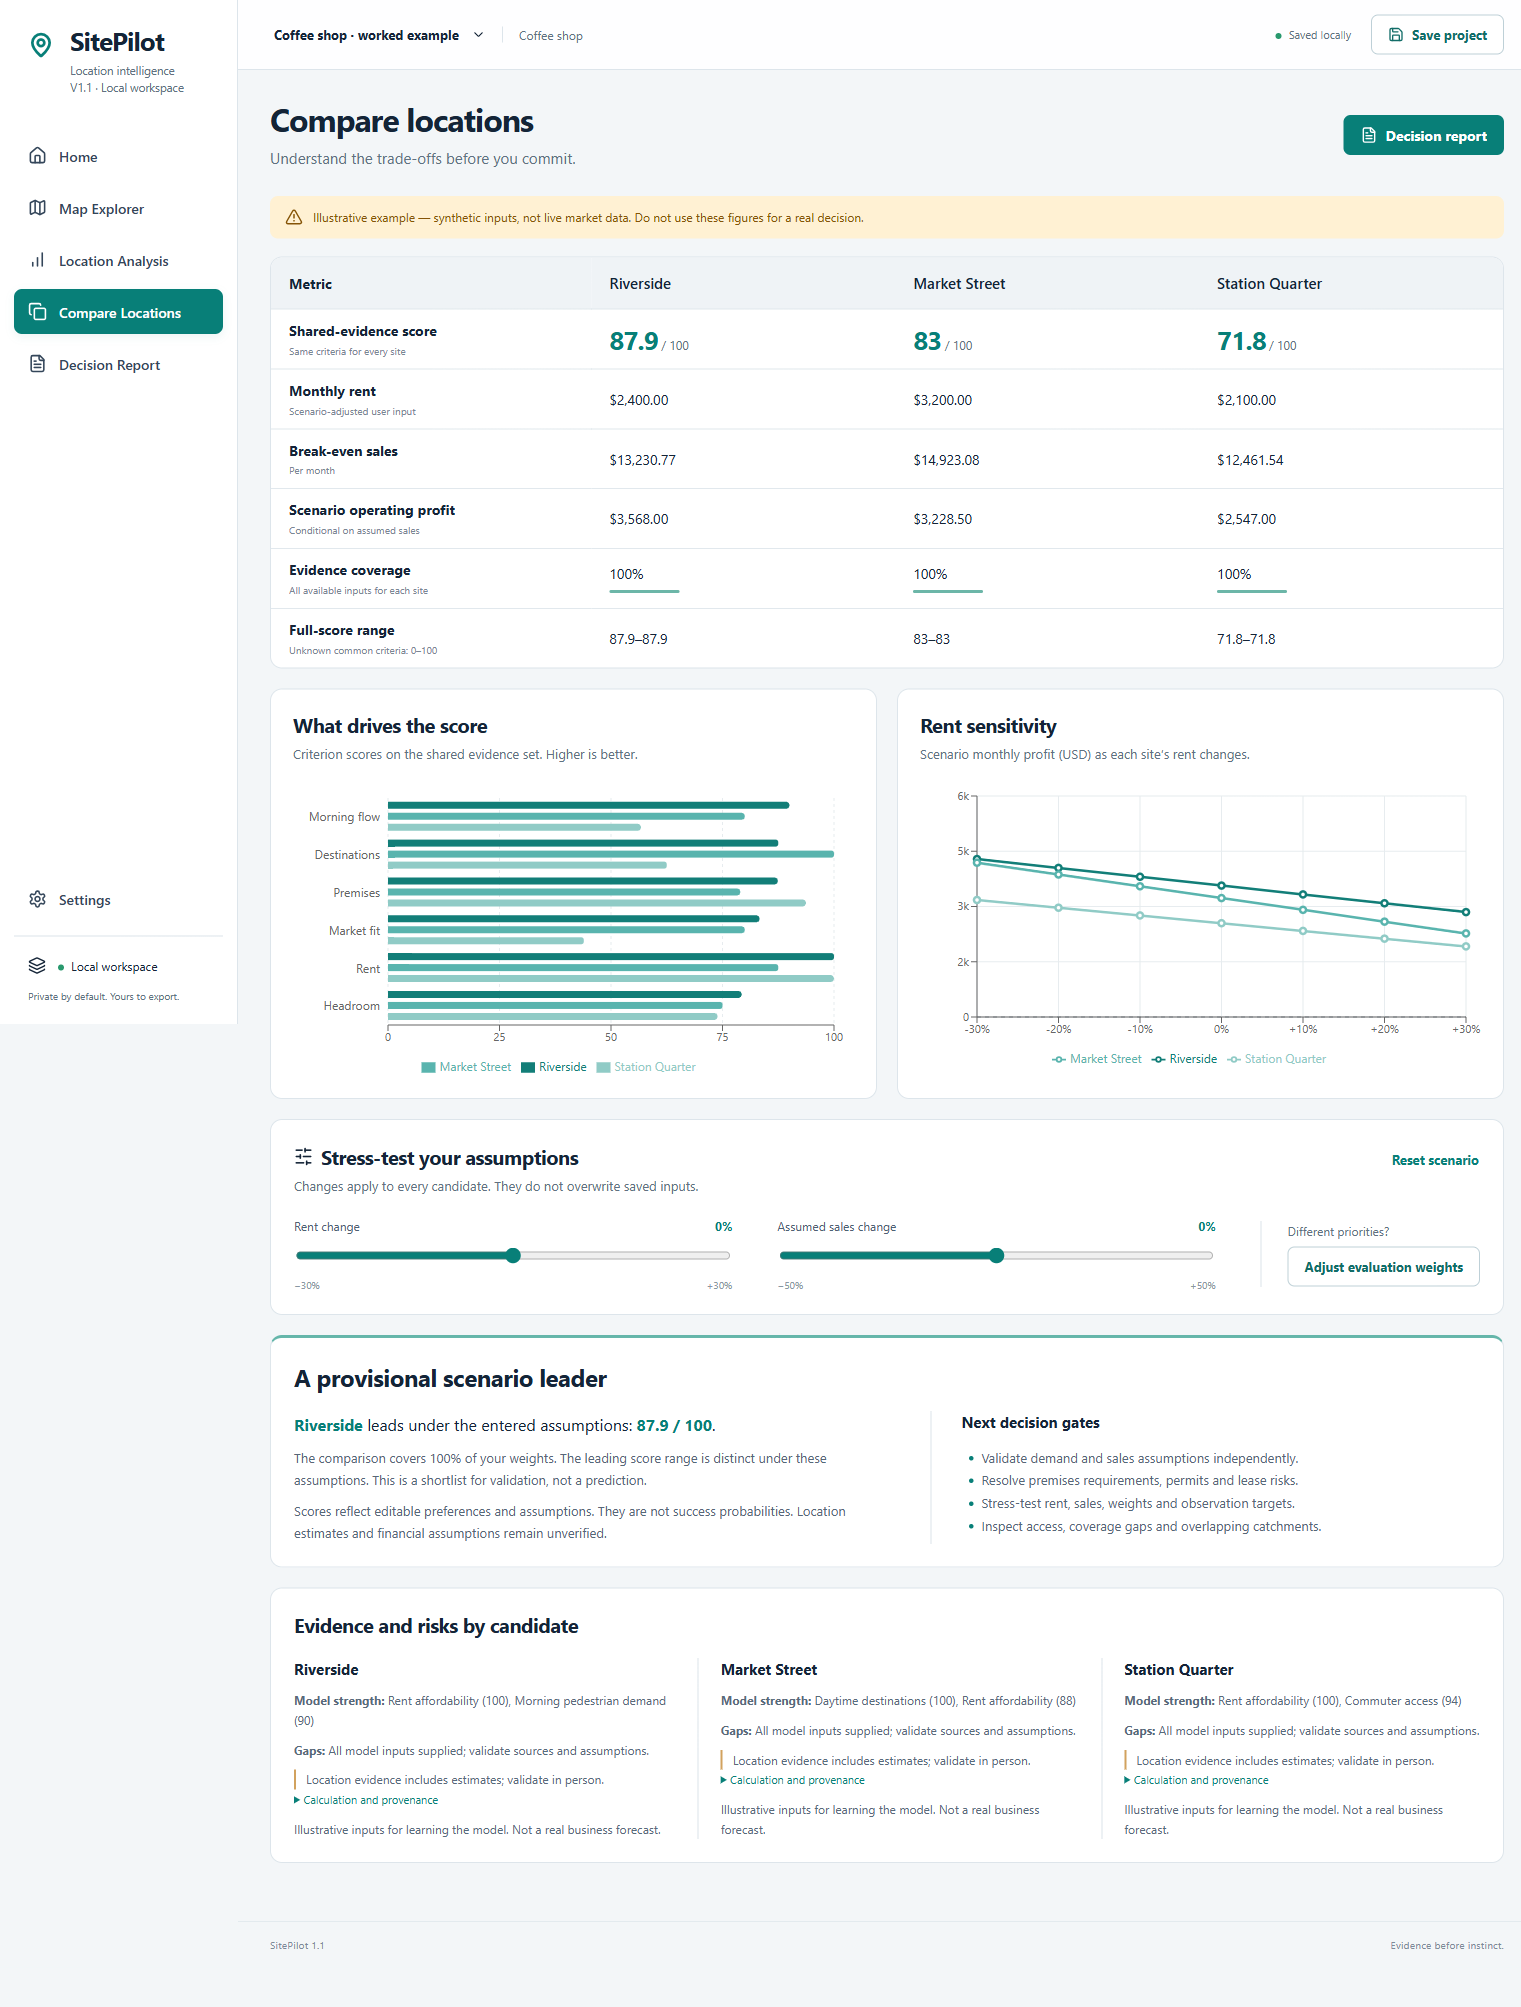 SitePilot
Location intelligence
V1.1 · Local workspace
Home
Map Explorer
Location Analysis
Compare Locations
Decision Report
Settings
Local workspace
Private by default. Yours to export.
Coffee shop · worked example
Coffee shop
Saved locally
Save project
Compare locations
Understand the trade-offs before you commit.
Decision report
Illustrative example — synthetic inputs, not live market data. Do not use these figures for a real decision.
Metric Riverside Market Street Station Quarter
Shared-evidence score
Same criteria for every site
87.9 / 100 83 / 100 71.8 / 100
Monthly rent
Scenario-adjusted user input
$2,400.00 $3,200.00 $2,100.00
Break-even sales
Per month
$13,230.77 $14,923.08 $12,461.54
Scenario operating profit
Conditional on assumed sales
$3,568.00 $3,228.50 $2,547.00
Evidence coverage
All available inputs for each site
100% 100% 100%
Full-score range
Unknown common criteria: 0–100
87.9–87.9 83–83 71.8–71.8
What drives the score
Criterion scores on the shared evidence set. Higher is better.
Morning flow
Destinations
Premises
Market fit
Rent
Headroom
0 25 50 75 100
Market Street Riverside Station Quarter
Rent sensitivity
Scenario monthly profit (USD) as each site's rent changes.
6k
5k
3k
2k
0
-30% -20% -10% 0% +10% +20% +30%
Market Street Riverside Station Quarter
Stress-test your assumptions
Changes apply to every candidate. They do not overwrite saved inputs.
Reset scenario
Rent change 0%
−30% +30%
Assumed sales change 0%
−50% +50%
Different priorities?
Adjust evaluation weights
A provisional scenario leader
Riverside leads under the entered assumptions: 87.9 / 100.
The comparison covers 100% of your weights. The leading score range is distinct under these
assumptions. This is a shortlist for validation, not a prediction.
Scores reflect editable preferences and assumptions. They are not success probabilities. Location
estimates and financial assumptions remain unverified.
Next decision gates
• Validate demand and sales assumptions independently.
• Resolve premises requirements, permits and lease risks.
• Stress-test rent, sales, weights and observation targets.
• Inspect access, coverage gaps and overlapping catchments.
Evidence and risks by candidate
Riverside
Model strength: Rent affordability (100), Morning pedestrian demand
(90)
Gaps: All model inputs supplied; validate sources and assumptions.
Location evidence includes estimates; validate in person.
Calculation and provenance
Illustrative inputs for learning the model. Not a real business forecast.
Market Street
Model strength: Daytime destinations (100), Rent affordability (88)
Gaps: All model inputs supplied; validate sources and assumptions.
Location evidence includes estimates; validate in person.
Calculation and provenance
Illustrative inputs for learning the model. Not a real business
forecast.
Station Quarter
Model strength: Rent affordability (100), Commuter access (94)
Gaps: All model inputs supplied; validate sources and assumptions.
Location evidence includes estimates; validate in person.
Calculation and provenance
Illustrative inputs for learning the model. Not a real business
forecast.
SitePilot 1.1
Evidence before instinct.